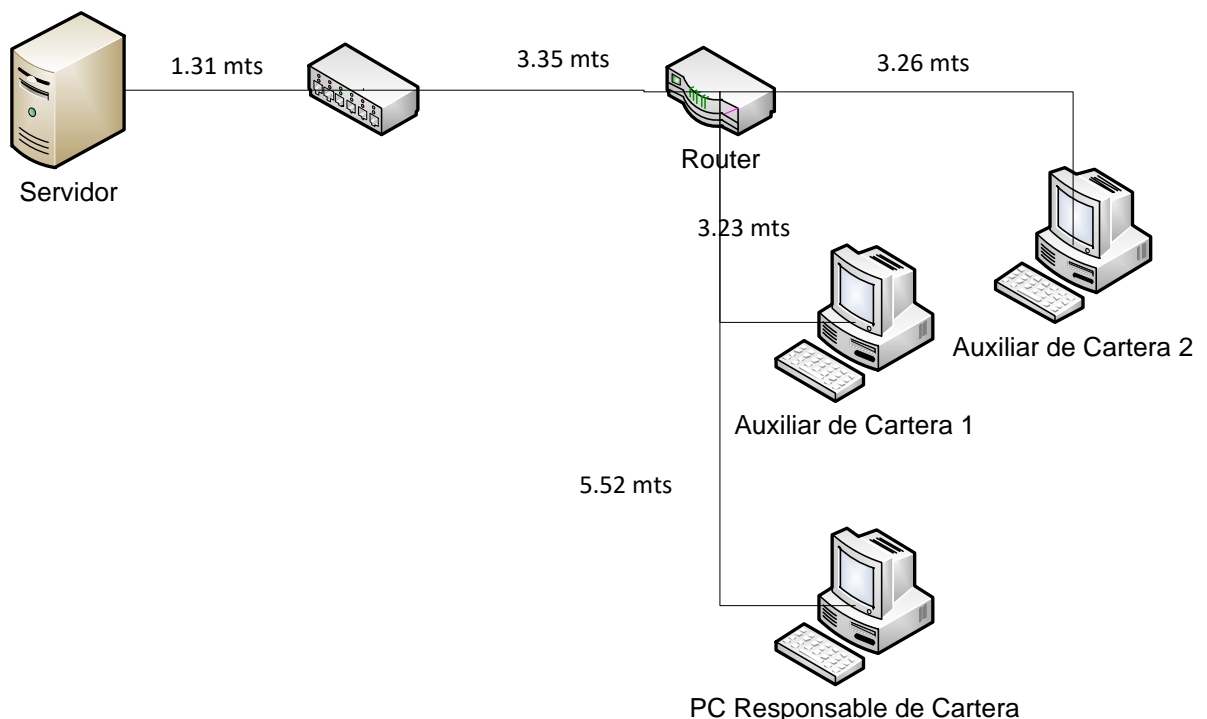 1.31 mts
3.35 mts
3.26 mts
Router
Servidor
3.23 mts
Auxiliar de Cartera 2
Auxiliar de Cartera 1
5.52 mts
PC Responsable de Cartera